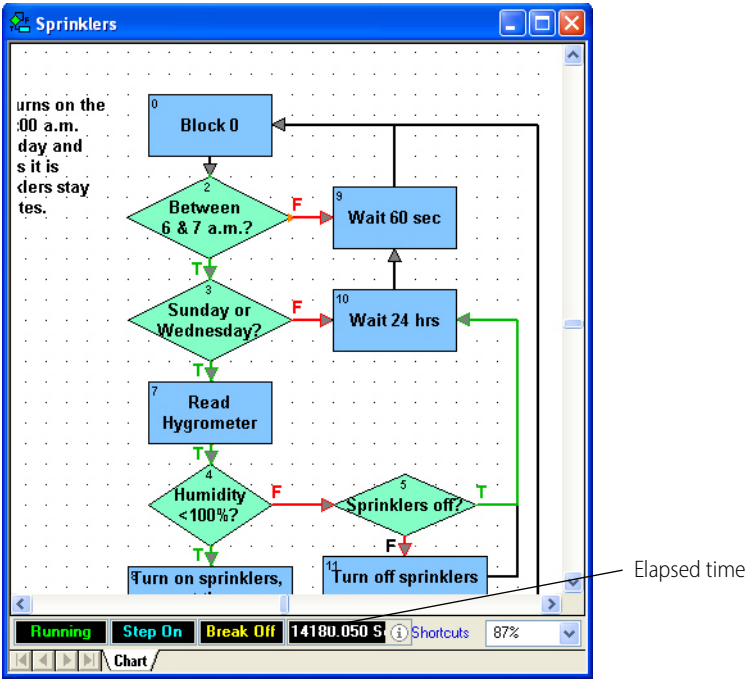 Sprinklers
urns on the
:00 a.m.
day and
s it is
klers stay
tes.
0
Block 0
2
Between
6 & 7 a.m.?
F
9
Wait 60 sec
T
3
Sunday or
Wednesday?
F
10
Wait 24 hrs
T
7
Read
Hygrometer
T
4
Humidity
<100%?
F
5
Sprinklers off?
T
T
F
Turn on sprinklers,
11
Turn off sprinklers
Elapsed time
Running
Step On
Break Off
14180.050 S
Shortcuts
87%
Chart